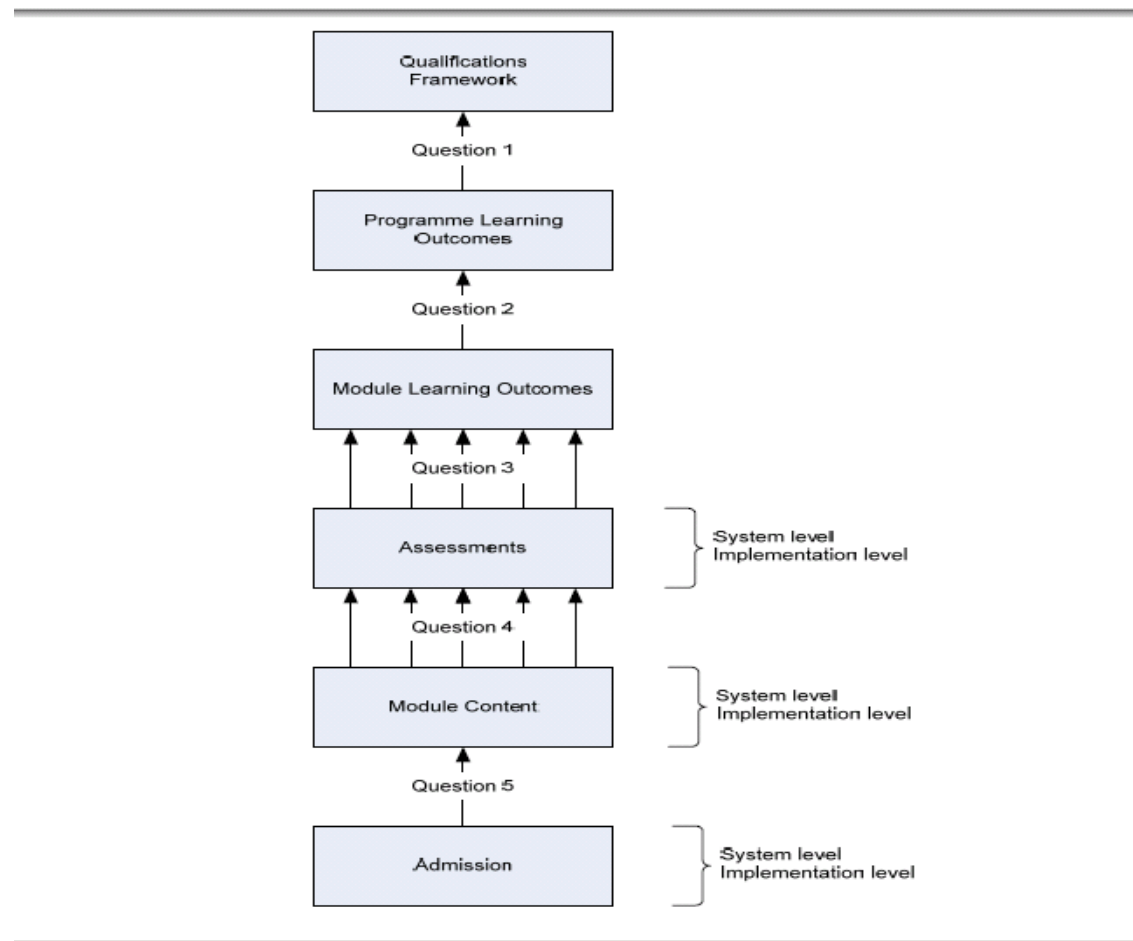 Qualifications
Framework
Question 1
Programme Learning
Outcomes
Question 2
Module Learning Outcomes
Question 3
Assessments
System level
Implementation level
Question 4
Module Content
System level
Implementation level
Question 5
Admission
System level
Implementation level